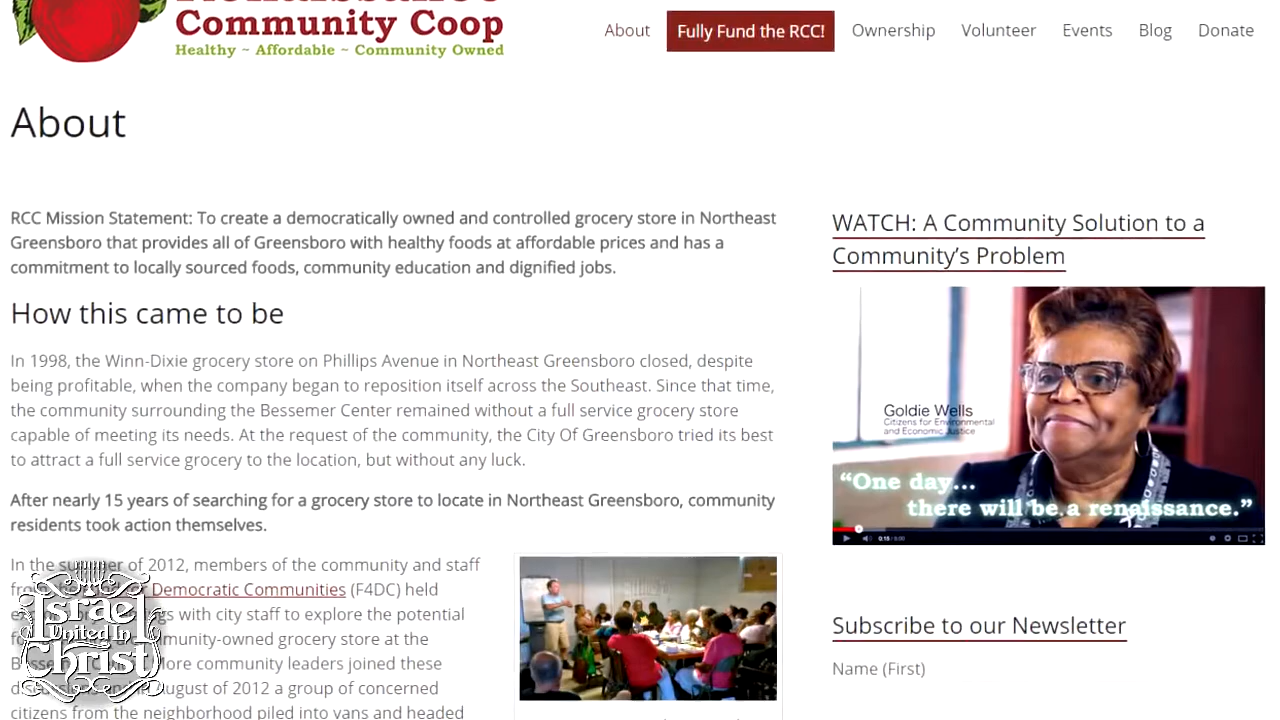 Community Coop
Healthy ~ Affordable ~ Community Owned
About
Fully Fund the RCC!
Ownership
Volunteer
Events
Blog
Donate
About
RCC Mission Statement: To create a democratically owned and controlled grocery store in Northeast
Greensboro that provides all of Greensboro with healthy foods at affordable prices and has a
commitment to locally sourced foods, community education and dignified jobs.
How this came to be
In 1998, the Winn-Dixie grocery store on Phillips Avenue in Northeast Greensboro closed, despite
being profitable, when the company began to reposition itself across the Southeast. Since that time,
the community surrounding the Bessemer Center remained without a full service grocery store
capable of meeting its needs. At the request of the community, the City Of Greensboro tried its best
to attract a full service grocery to the location, but without any luck.
After nearly 15 years of searching for a grocery store to locate in Northeast Greensboro, community
residents took action themselves.
In the summer of 2012, members of the community and staff
Democratic Communities (F4DC) held
with city staff to explore the potential
community-owned grocery store at the
More community leaders joined these
August of 2012 a group of concerned
citizens from the neighborhood piled into vans and headed
WATCH: A Community Solution to a
Community's Problem
Goldie Wells
Citizens for Environmental
and Economic Justice
"One day...
there will be a renaissance."
0:15 / 9:00
Subscribe to our Newsletter
Name (First)
Israel
United In
Christ